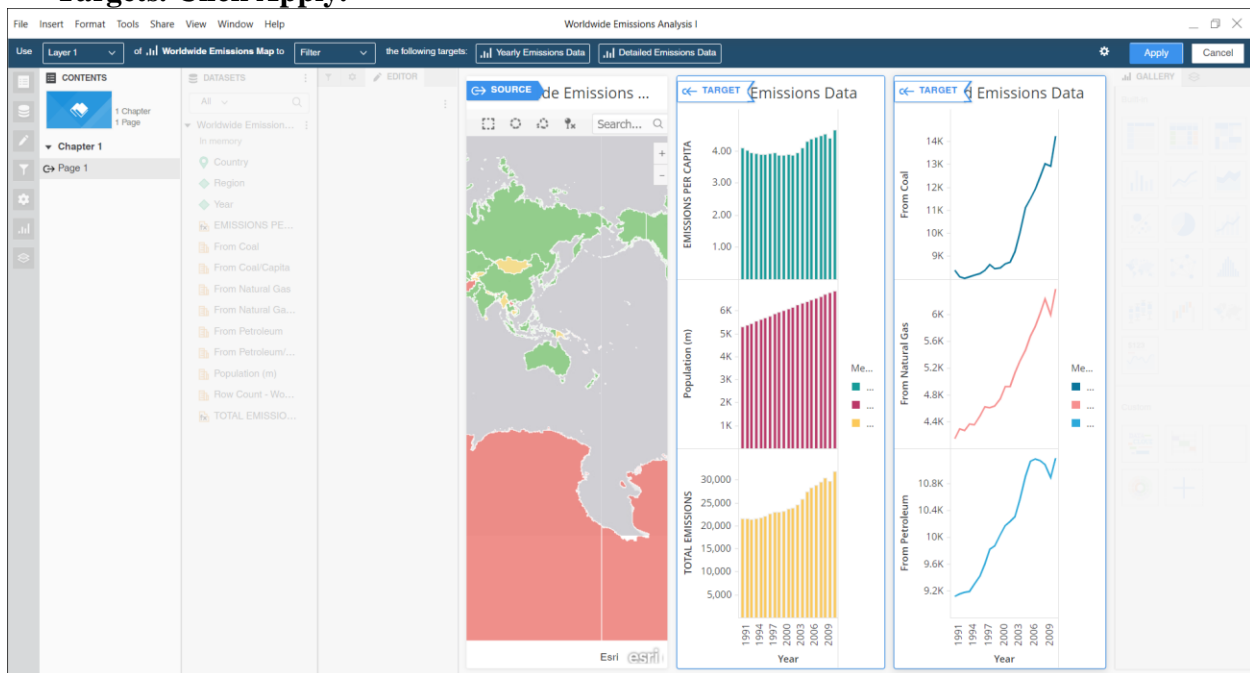 Targets. Click Apply.
File Insert Format Tools Share View Window Help
Worldwide Emissions Analysis I
Use Layer 1 of Worldwide Emissions Map to Filter the following targets: Yearly Emissions Data Detailed Emissions Data Apply Cancel
CONTENTS
1 Chapter
1 Page
Chapter 1
Page 1
DATASETS
All
Worldwide Emission...
In memory
Country
Region
Year
EMISSIONS PE...
From Coal
From Coal/Capita
From Natural Gas
From Natural Ga...
From Petroleum
From Petroleum/...
Population (m)
Row Count - Wo...
TOTAL EMISSIO...
EDITOR
SOURCE de Emissions ...
Search...
+
−
Esri esri
TARGET Emissions Data
EMISSIONS PER CAPITA
4.00
3.00
2.00
1.00
Population (m)
6K
5K
4K
3K
2K
1K
TOTAL EMISSIONS
30,000
25,000
20,000
15,000
10,000
5,000
1991 1994 1997 2000 2003 2006 2009
Year
Me...
...
...
...
TARGET d Emissions Data
From Coal
14K
13K
12K
11K
10K
9K
From Natural Gas
6K
5.6K
5.2K
4.8K
4.4K
From Petroleum
10.8K
10.4K
10K
9.6K
9.2K
1991 1994 1997 2000 2003 2006 2009
Year
Me...
...
...
...
GALLERY